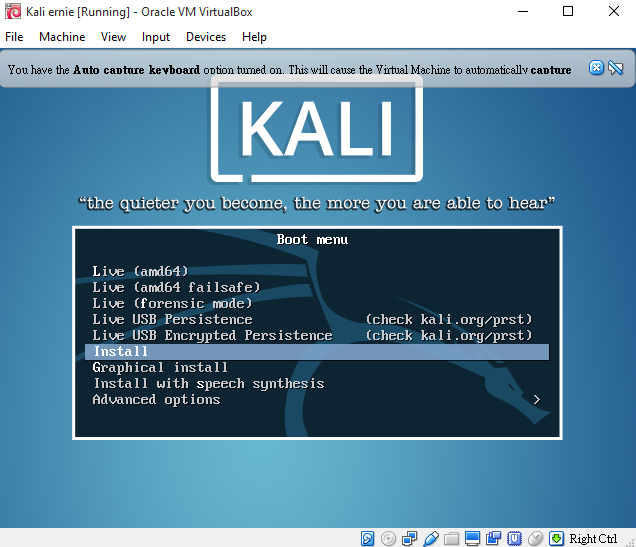 Kali ernie [Running] - Oracle VM VirtualBox
File Machine View Input Devices Help
You have the Auto capture keyboard option turned on. This will cause the Virtual Machine to automatically capture
KALI
“the quieter you become, the more you are able to hear”
Boot menu
Live (amd64)
Live (amd64 failsafe)
Live (forensic mode)
Live USB Persistence (check kali.org/prst)
Live USB Encrypted Persistence (check kali.org/prst)
Install
Graphical install
Install with speech synthesis
Advanced options >
Right Ctrl